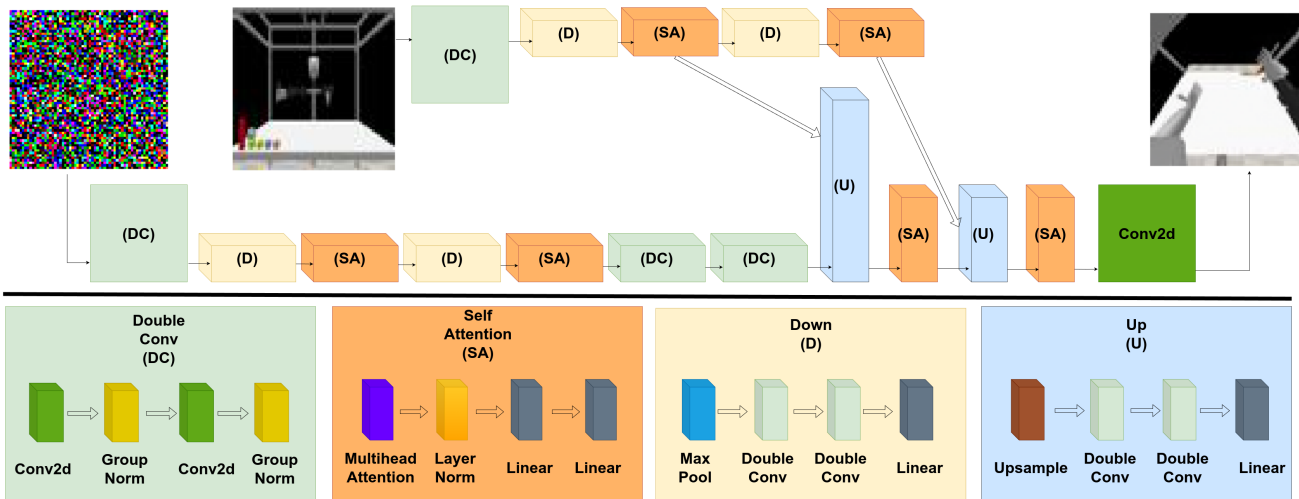 (DC)
(D)
(SA)
(D)
(SA)
(DC)
(D)
(SA)
(D)
(SA)
(DC)
(DC)
(U)
(SA)
(U)
(SA)
Conv2d
Double
Conv
(DC)
Conv2d
Group
Norm
Conv2d
Group
Norm
Self
Attention
(SA)
Multihead
Attention
Layer
Norm
Linear
Linear
Down
(D)
Max
Pool
Double
Conv
Double
Conv
Linear
Up
(U)
Upsample
Double
Conv
Double
Conv
Linear